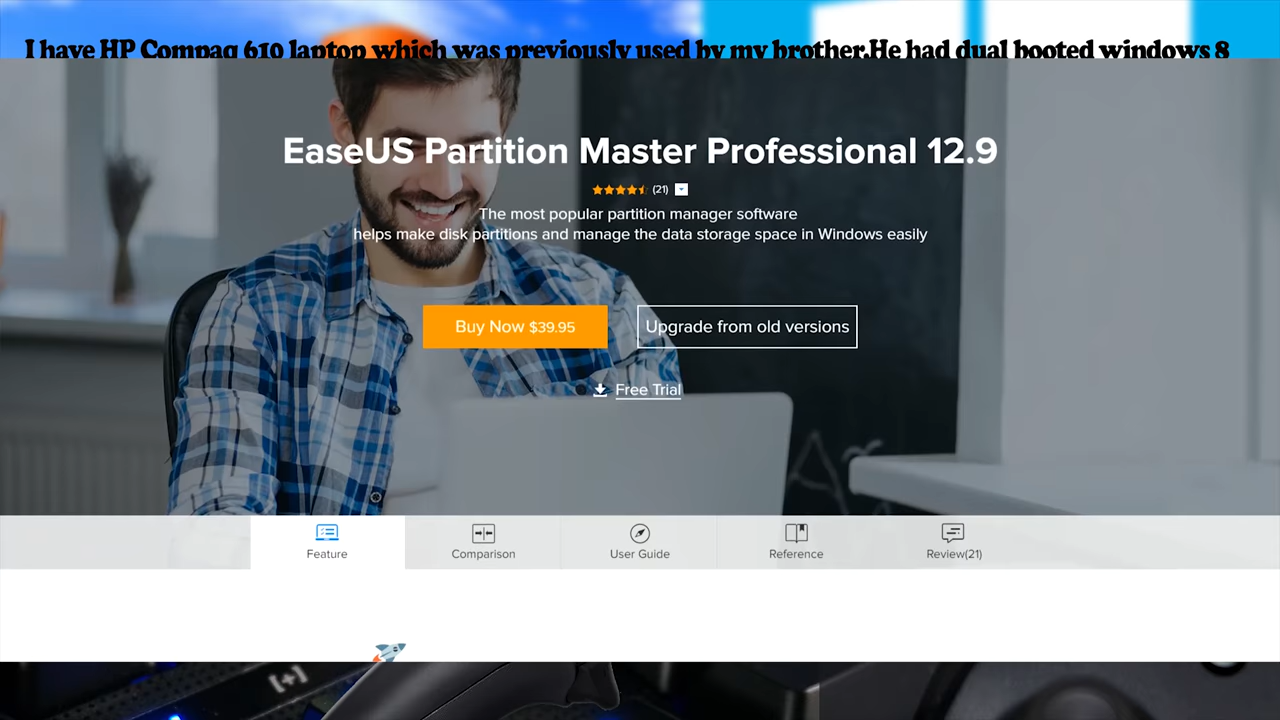 I have HP Compaq 610 laptop which was previously used by my brother.He had dual booted windows 8
EaseUS Partition Master Professional 12.9
(21)
The most popular partition manager software
helps make disk partitions and manage the data storage space in Windows easily
Buy Now $39.95
Upgrade from old versions
Free Trial
Feature
Comparison
User Guide
Reference
Review(21)
[+]